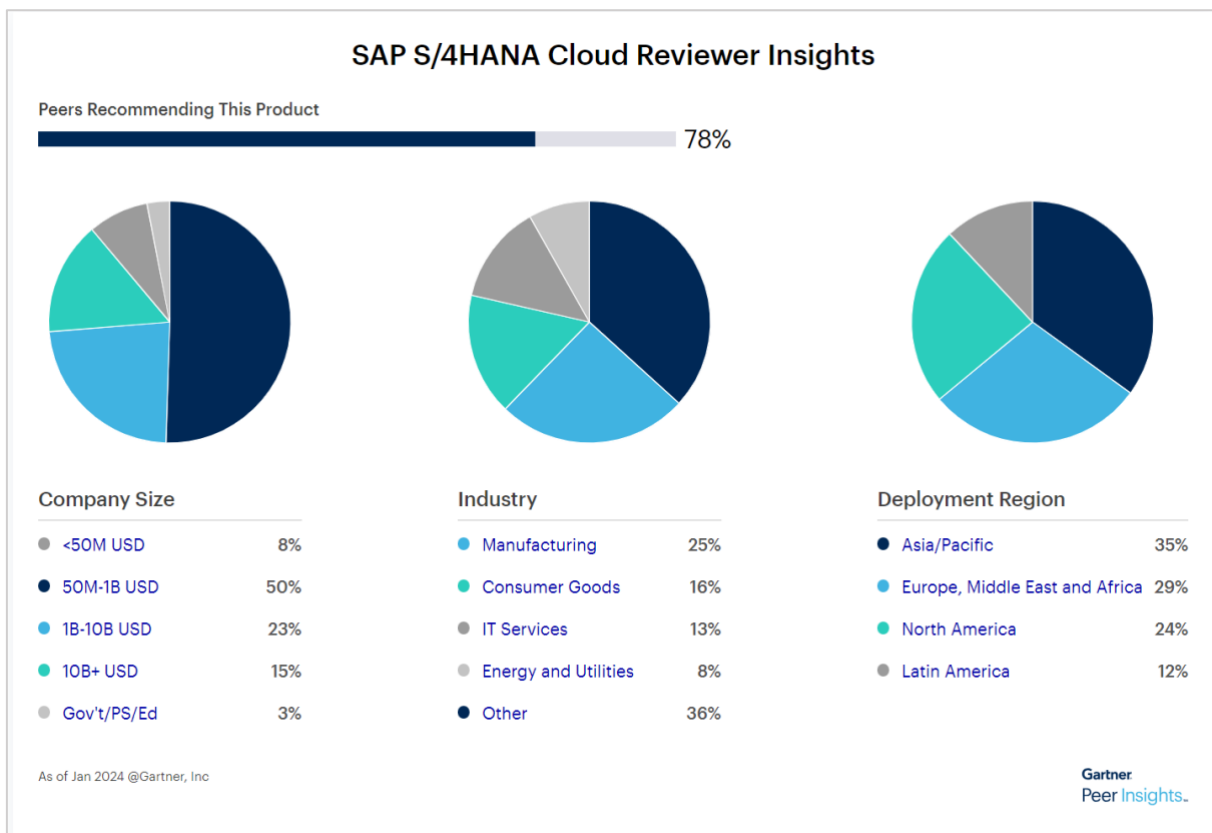 SAP S/4HANA Cloud Reviewer Insights
Peers Recommending This Product
78%
Company Size
<50M USD 8%
50M-1B USD 50%
1B-10B USD 23%
10B+ USD 15%
Gov't/PS/Ed 3%
Industry
Manufacturing 25%
Consumer Goods 16%
IT Services 13%
Energy and Utilities 8%
Other 36%
Deployment Region
Asia/Pacific 35%
Europe, Middle East and Africa 29%
North America 24%
Latin America 12%
As of Jan 2024 @Gartner, Inc
Gartner
Peer Insights™